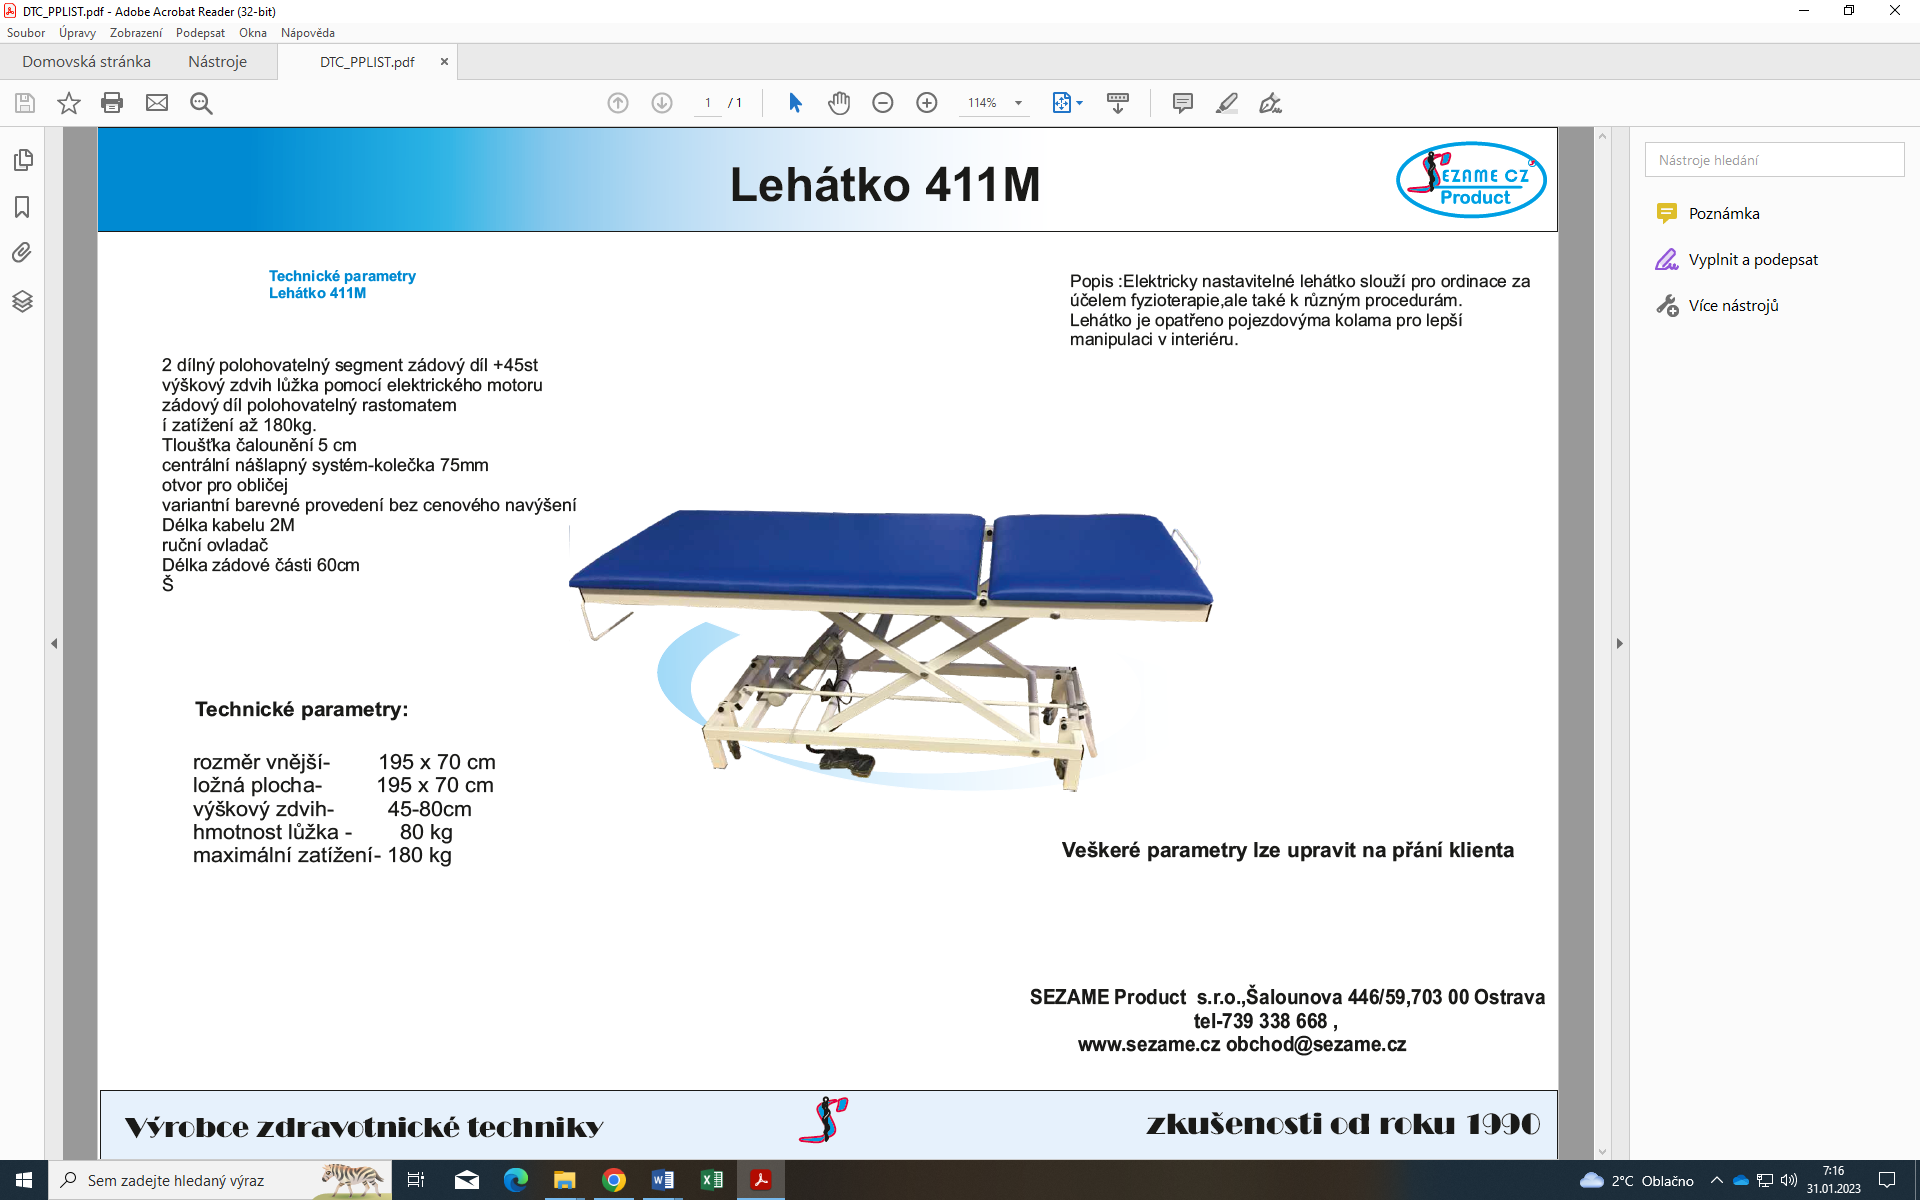 DTC_PPLIST.pdf - Adobe Acrobat Reader (32-bit)
Soubor Úpravy Zobrazení Podepsat Okna Nápověda
Domovská stránka Nástroje DTC_PPLIST.pdf ×
1 / 1 114%
Lehátko 411M
SEZAME CZ
Product
Nástroje hledání
Poznámka
Vyplnit a podepsat
Více nástrojů
Technické parametry
Lehátko 411M
Popis :Elektricky nastavitelné lehátko slouží pro ordinace za
účelem fyzioterapie,ale také k různým procedurám.
Lehátko je opatřeno pojezdovýma kolama pro lepší
manipulaci v interiéru.
2 dílný polohovatelný segment zádový díl +45st
výškový zdvih lůžka pomocí elektrického motoru
zádový díl polohovatelný rastomatem
í zatížení až 180kg.
Tloušťka čalounění 5 cm
centrální nášlapný systém-kolečka 75mm
otvor pro obličej
variantní barevné provedení bez cenového navýšení
Délka kabelu 2M
ruční ovladač
Délka zádové části 60cm
Š
Technické parametry:
rozměr vnější- 195 x 70 cm
ložná plocha- 195 x 70 cm
výškový zdvih- 45-80cm
hmotnost lůžka - 80 kg
maximální zatížení- 180 kg
Veškeré parametry lze upravit na přání klienta
SEZAME Product s.r.o.,Šalounova 446/59,703 00 Ostrava
tel-739 338 668 ,
www.sezame.cz obchod@sezame.cz
Výrobce zdravotnické techniky
zkušenosti od roku 1990
Sem zadejte hledaný výraz
2°C Oblačno
7:16
31.01.2023